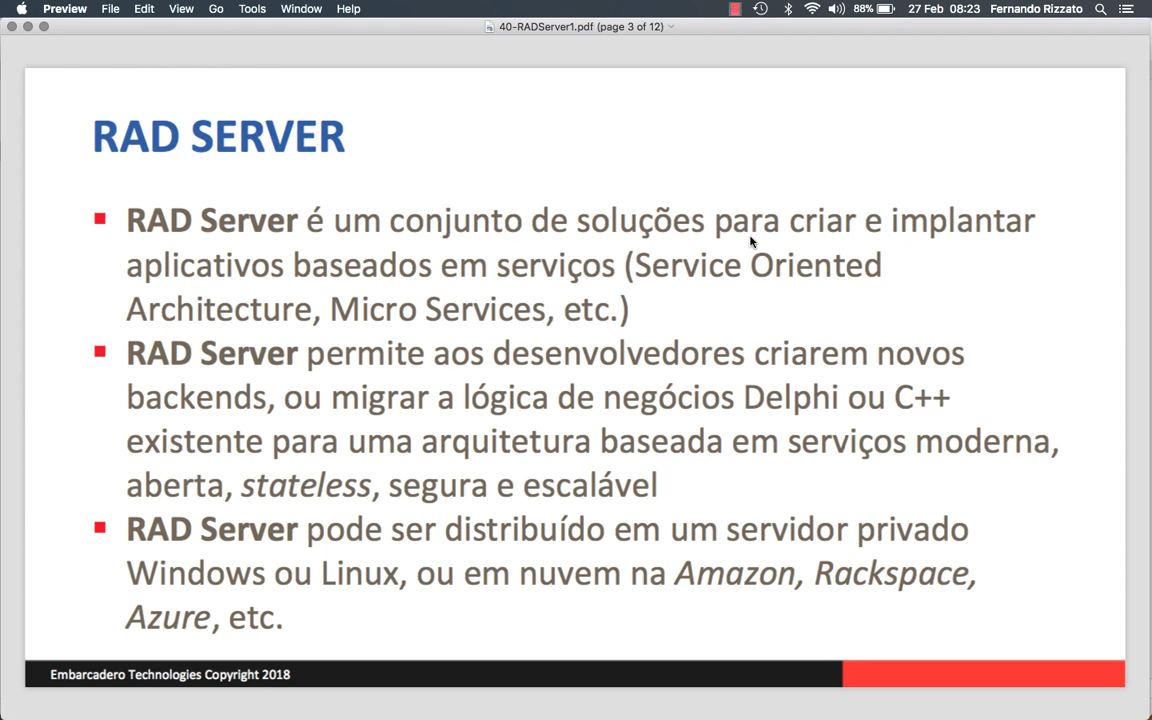 Preview File Edit View Go Tools Window Help 88% 27 Feb 08:23 Fernando Rizzato
40-RADServer1.pdf (page 3 of 12)
RAD SERVER
RAD Server é um conjunto de soluções para criar e implantar
aplicativos baseados em serviços (Service Oriented
Architecture, Micro Services, etc.)
RAD Server permite aos desenvolvedores criarem novos
backends, ou migrar a lógica de negócios Delphi ou C++
existente para uma arquitetura baseada em serviços moderna,
aberta, stateless, segura e escalável
RAD Server pode ser distribuído em um servidor privado
Windows ou Linux, ou em nuvem na Amazon, Rackspace,
Azure, etc.
Embarcadero Technologies Copyright 2018